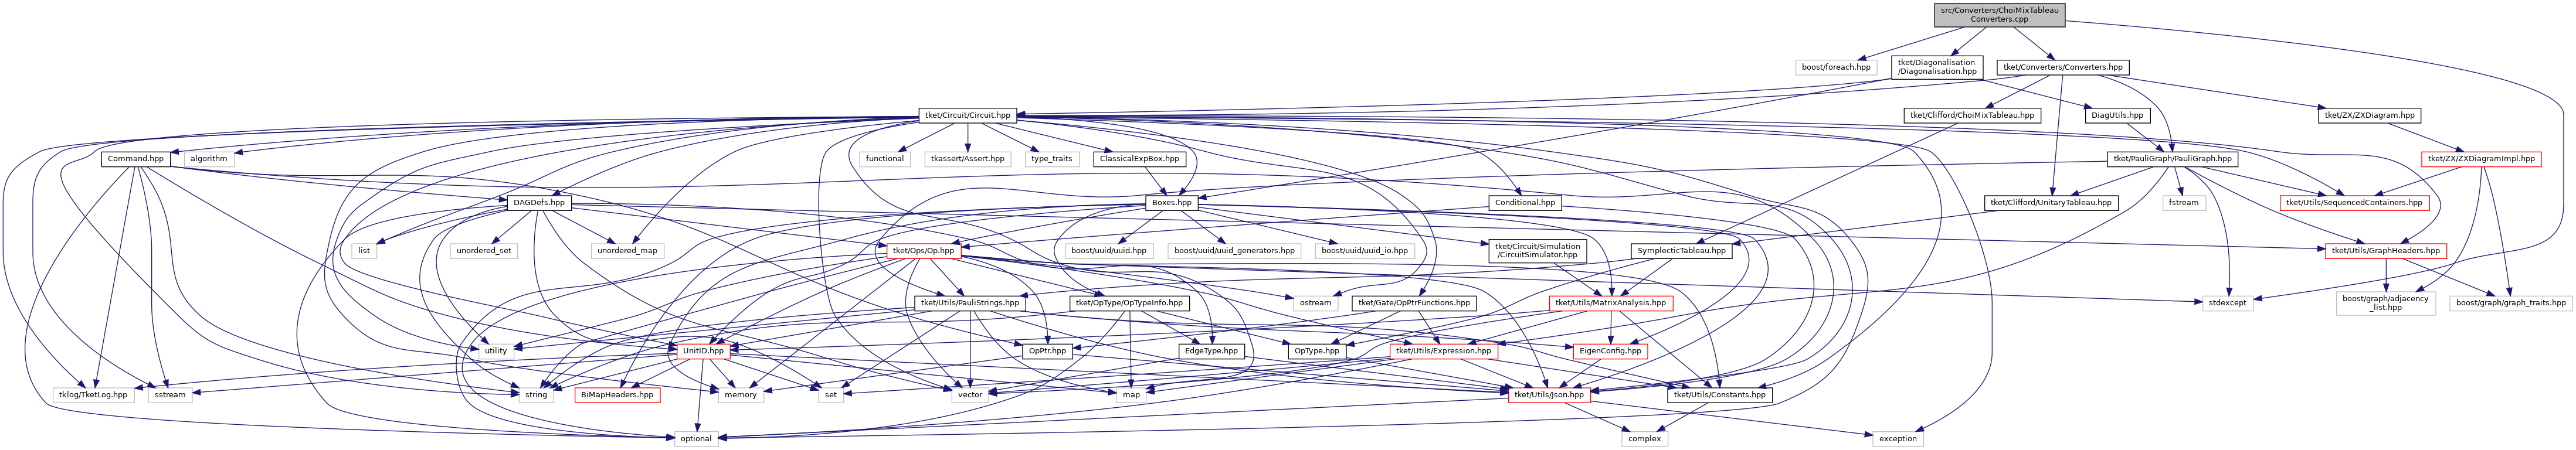 src/Converters/ChoiMixTableau
Converters.cpp
boost/foreach.hpp
tket/Diagonalisation
/Diagonalisation.hpp
tket/Converters/Converters.hpp
tket/Circuit/Circuit.hpp
tket/Clifford/ChoiMixTableau.hpp
DiagUtils.hpp
tket/ZX/ZXDiagram.hpp
Command.hpp
algorithm
functional
tkassert/Assert.hpp
type_traits
ClassicalExpBox.hpp
tket/PauliGraph/PauliGraph.hpp
tket/ZX/ZXDiagramImpl.hpp
DAGDefs.hpp
Boxes.hpp
Conditional.hpp
tket/Clifford/UnitaryTableau.hpp
fstream
tket/Utils/SequencedContainers.hpp
list
unordered_set
unordered_map
tket/Ops/Op.hpp
boost/uuid/uuid.hpp
boost/uuid/uuid_generators.hpp
boost/uuid/uuid_io.hpp
tket/Circuit/Simulation
/CircuitSimulator.hpp
SymplecticTableau.hpp
tket/Utils/GraphHeaders.hpp
tket/Utils/PauliStrings.hpp
tket/OpType/OpTypeInfo.hpp
ostream
tket/Gate/OpPtrFunctions.hpp
tket/Utils/MatrixAnalysis.hpp
stdexcept
boost/graph/adjacency
_list.hpp
boost/graph/graph_traits.hpp
utility
UnitID.hpp
OpPtr.hpp
EdgeType.hpp
OpType.hpp
tket/Utils/Expression.hpp
EigenConfig.hpp
tklog/TketLog.hpp
sstream
string
BiMapHeaders.hpp
memory
set
vector
map
tket/Utils/Json.hpp
tket/Utils/Constants.hpp
optional
complex
exception